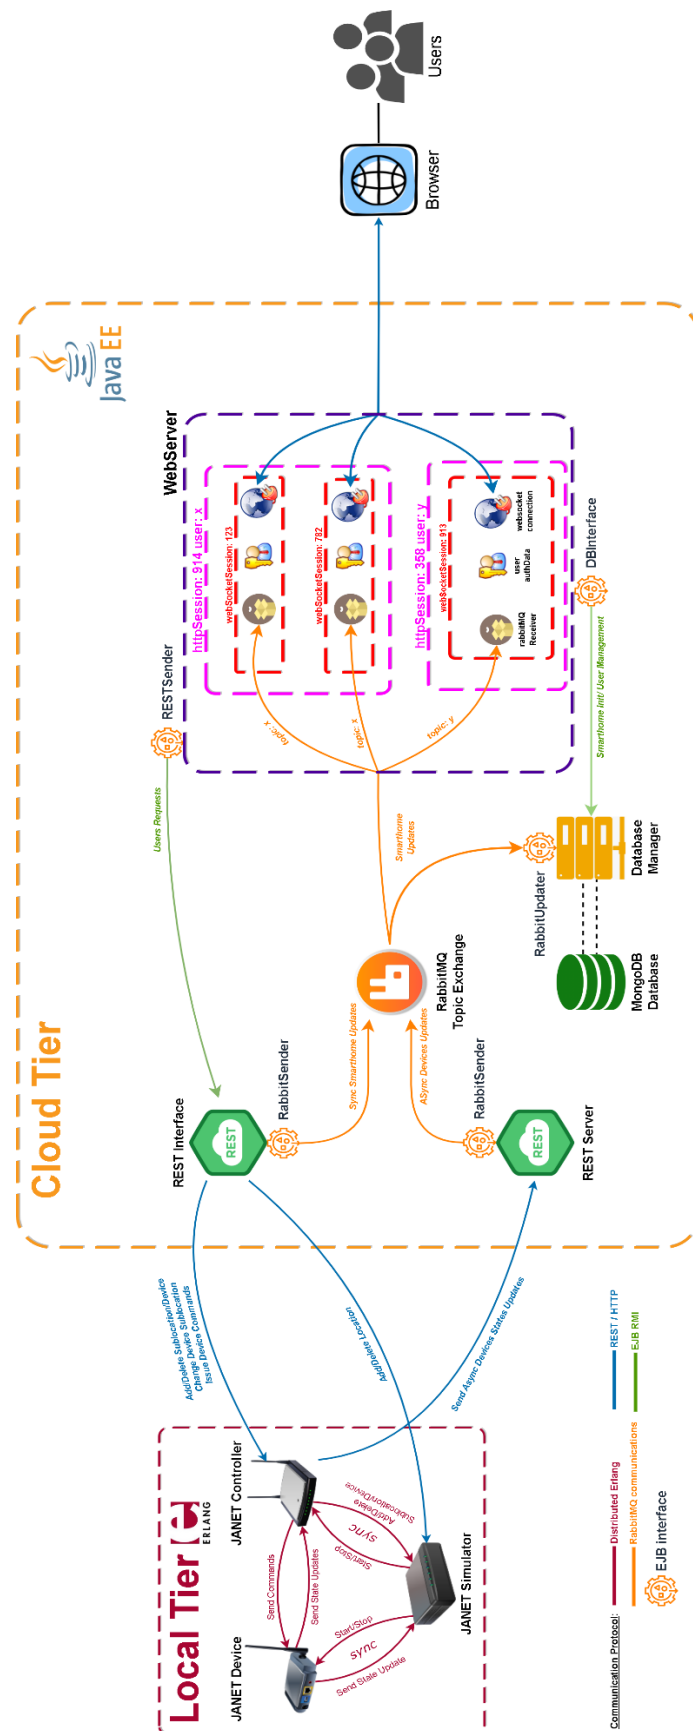 Local Tier
ERLANG
JANET Device
JANET Controller
JANET Simulator
Send Commands
Send State Updates
Start/Stop
sync
Send State Update
Add/Delete
Sublocation/Device
sync
Start/Stop
Add/Delete Sublocation/Device
Change Device Sublocation
Issue Device Commands
Add/Delete Location
Send Async Devices States Updates
Cloud Tier
Java EE
REST Interface
REST
RabbitSender
Sync Smarthome Updates
ASync Devices Updates
RabbitSender
REST
REST Server
Users Requests
RESTSender
RabbitMQ
Topic Exchange
Smarthome
Updates
RabbitUpdater
MongoDB
Database
Database
Manager
Smarthome Init/ User Management
DBInterface
WebServer
httpSession: 914 user: x
webSocketSession: 123
webSocketSession: 782
httpSession: 358 user: y
webSocketSession: 913
rabbitMQ
Receiver
user
authData
websocket
connection
topic: x
topic: x
topic: y
Browser
Users
Communication Protocol:
Distributed Erlang
REST / HTTP
RabbitMQ communications
EJB RMI
EJB interface